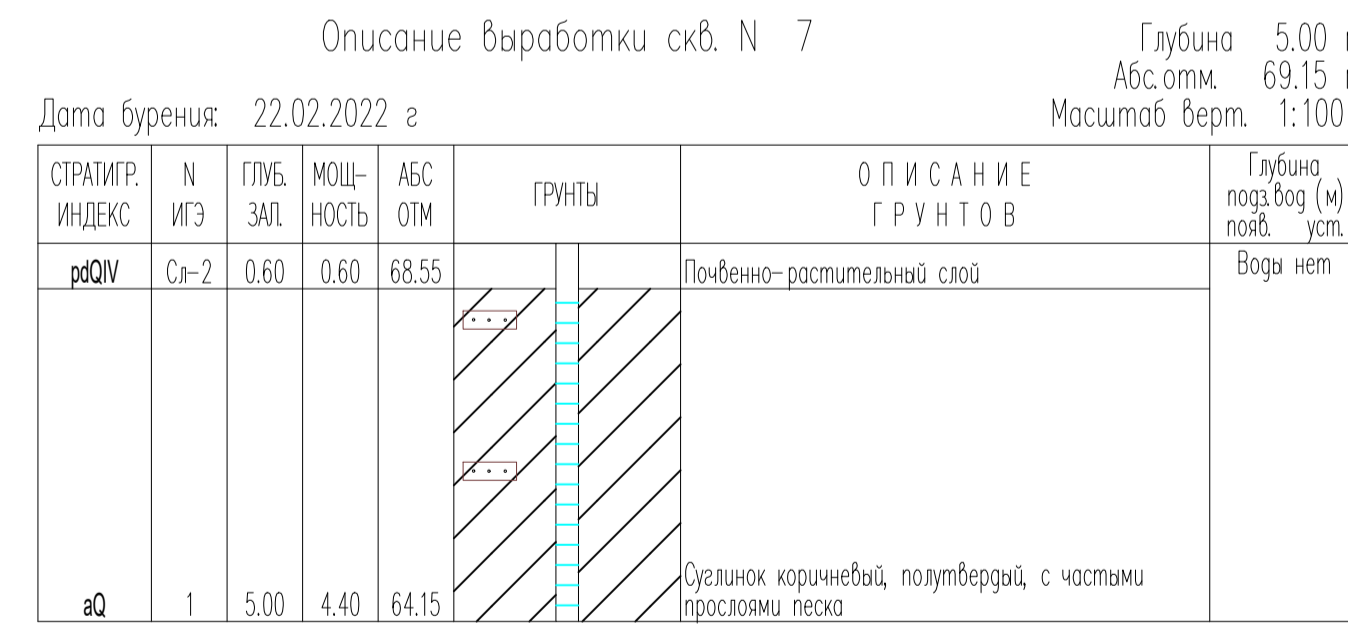 Описание выработки скв. N 7
Глубина 5.00
Абс.отм. 69.15
Дата бурения: 22.02.2022 г
Масштаб верт. 1:100
СТРАТИГР. ИНДЕКС
N ИГЭ
ГЛУБ. ЗАЛ.
МОЩ- НОСТЬ
АБС ОТМ
ГРУНТЫ
О П И С А Н И Е
Г Р У Н Т О В
Глубина
подз.вод (м)
появ. уст.
pdQIV Сл-2 0.60 0.60 68.55 Почвенно-растительный слой Воды нет
Суглинок коричневый, полутвердый, с частыми
aQ 1 5.00 4.40 64.15 прослоями песка